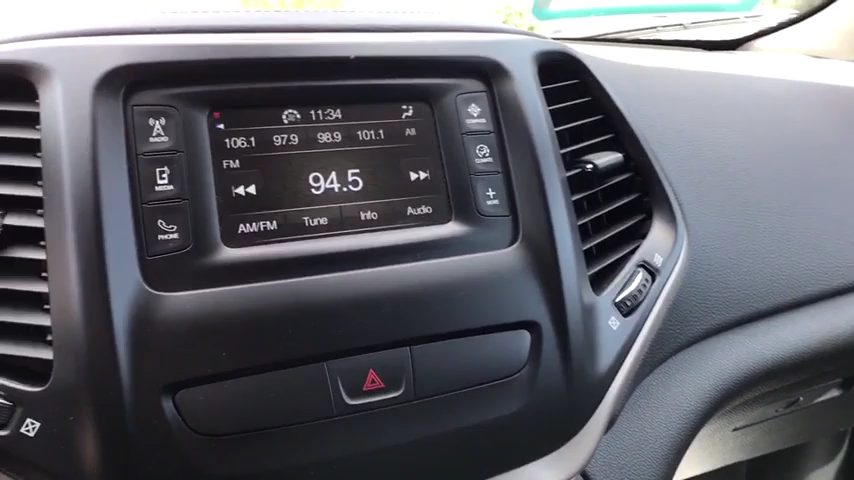 11:34
106.1 97.9 98.9 101.1 All
FM
94.5
AM/FM Tune Info Audio
RADIO
MEDIA
PHONE
SETTINGS
CLIMATE
MORE